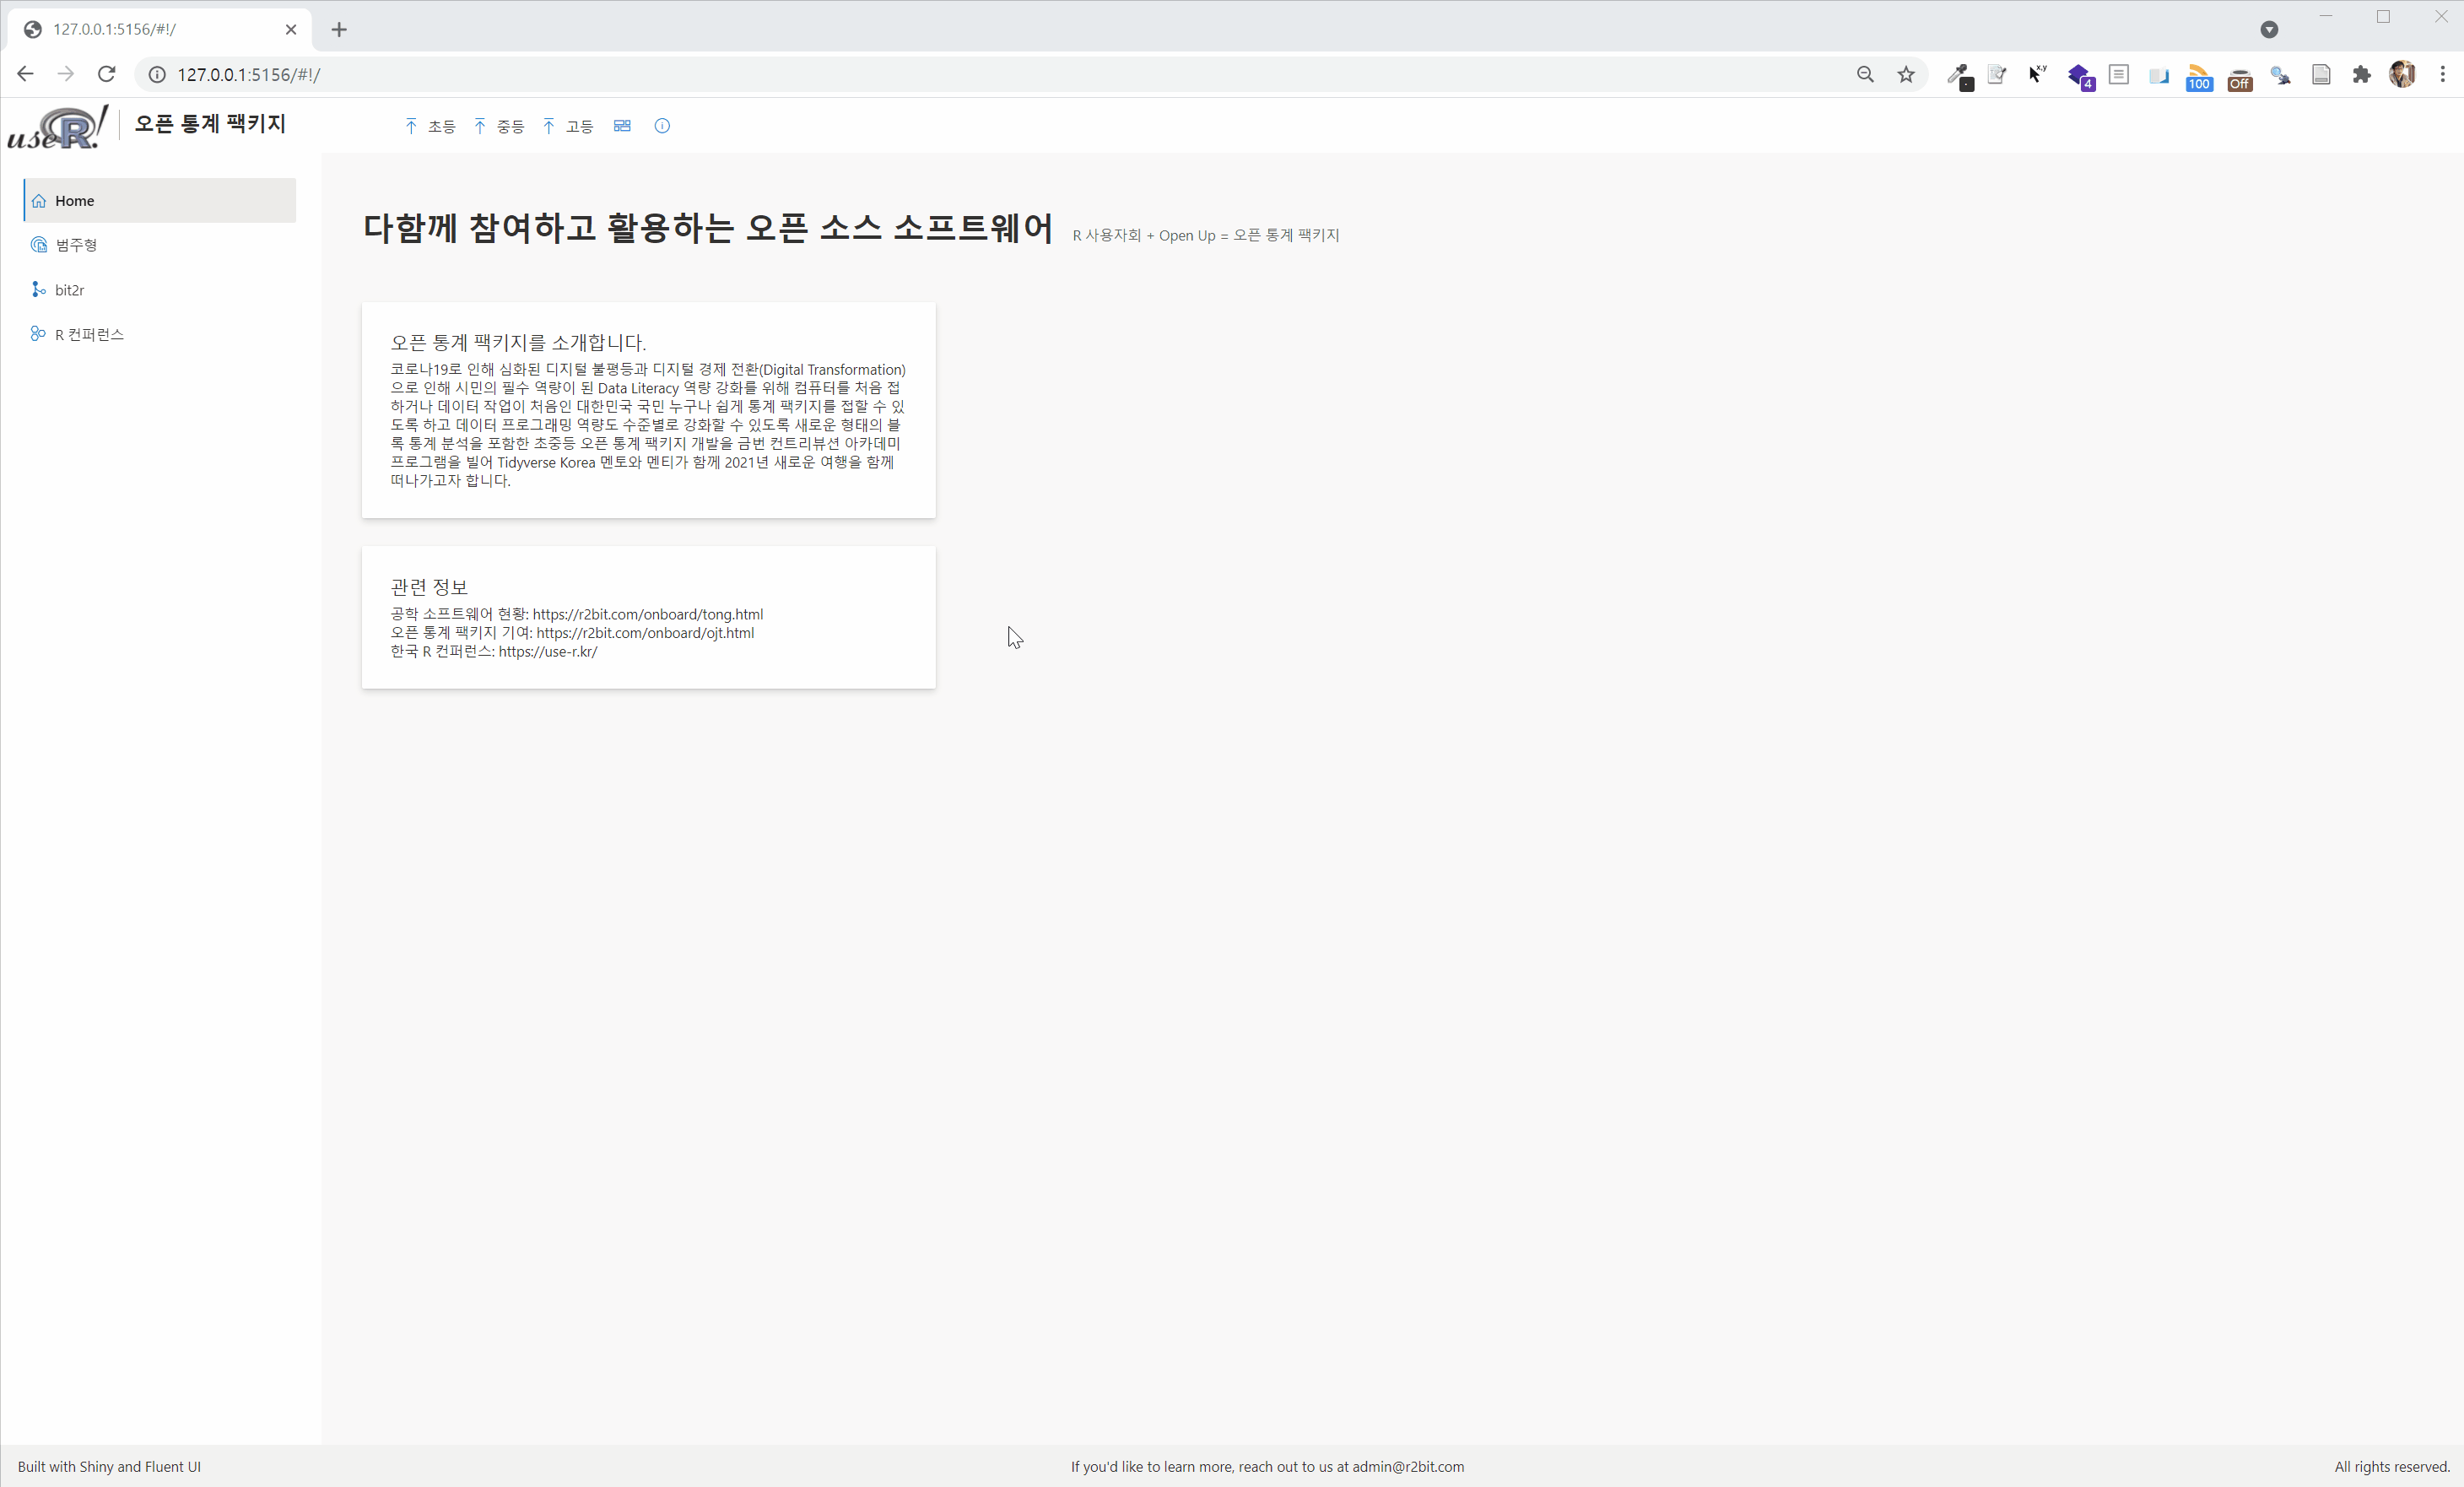 127.0.0.1:5156/#!/
127.0.0.1:5156/#!/
4
100
Off
useR!
오픈 통계 팩키지
초등
중등
고등
Home
범주형
bit2r
R 컨퍼런스
다함께 참여하고 활용하는 오픈 소스 소프트웨어 R 사용자회 + Open Up = 오픈 통계 팩키지
오픈 통계 팩키지를 소개합니다.
코로나19로 인해 심화된 디지털 불평등과 디지털 경제 전환(Digital Transformation)
으로 인해 시민의 필수 역량이 된 Data Literacy 역량 강화를 위해 컴퓨터를 처음 접
하거나 데이터 작업이 처음인 대한민국 국민 누구나 쉽게 통계 팩키지를 접할 수 있
도록 하고 데이터 프로그래밍 역량도 수준별로 강화할 수 있도록 새로운 형태의 블
록 통계 분석을 포함한 초중등 오픈 통계 팩키지 개발을 금번 컨트리뷰션 아카데미
프로그램을 빌어 Tidyverse Korea 멘토와 멘티가 함께 2021년 새로운 여행을 함께
떠나가고자 합니다.
관련 정보
공학 소프트웨어 현황: https://r2bit.com/onboard/tong.html
오픈 통계 팩키지 기여: https://r2bit.com/onboard/ojt.html
한국 R 컨퍼런스: https://use-r.kr/
Built with Shiny and Fluent UI
If you'd like to learn more, reach out to us at admin@r2bit.com
All rights reserved.